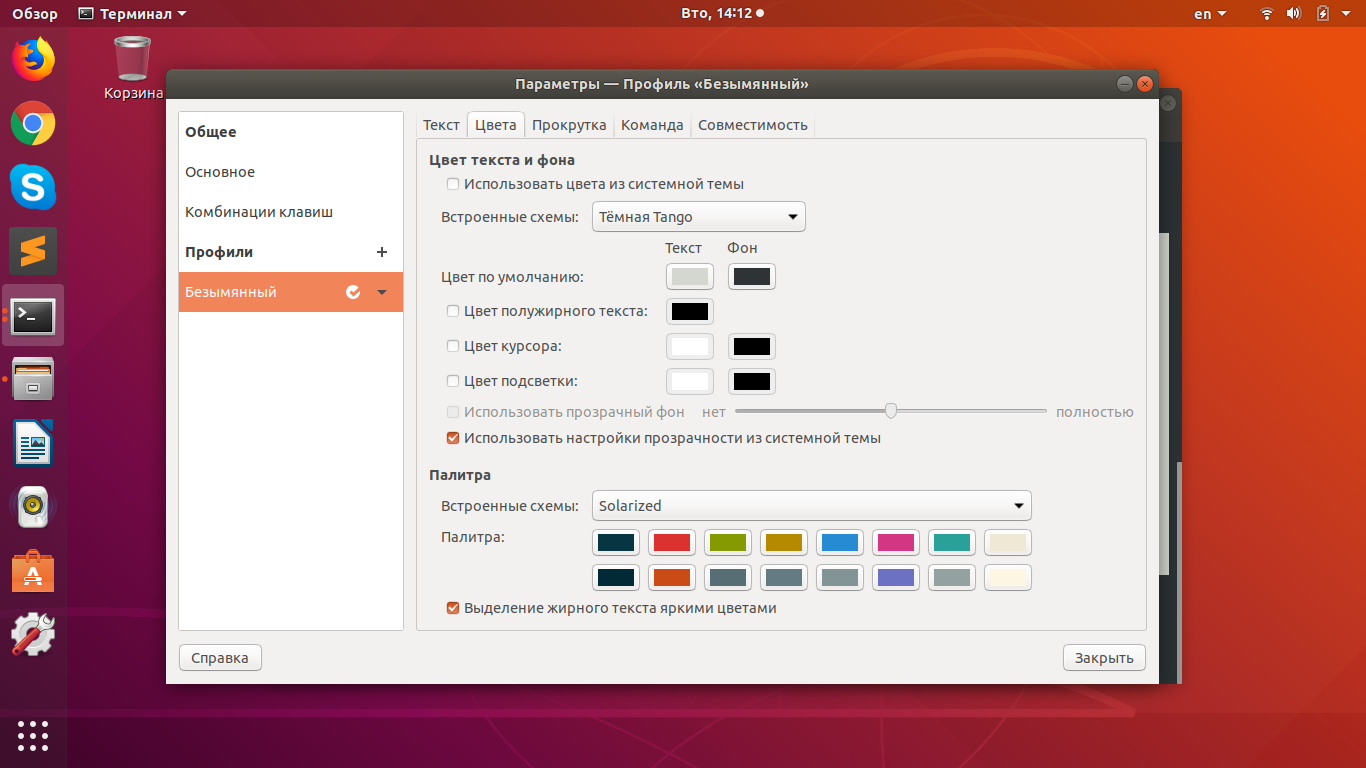 Обзор Терминал Вто, 14:12 en
Корзина
Параметры — Профиль «Безымянный»
Общее
Основное
Комбинации клавиш
Профили
Безымянный
Текст Цвета Прокрутка Команда Совместимость
Цвет текста и фона
Использовать цвета из системной темы
Встроенные схемы: Тёмная Tango
Текст Фон
Цвет по умолчанию:
Цвет полужирного текста:
Цвет курсора:
Цвет подсветки:
Использовать прозрачный фон нет полностью
Использовать настройки прозрачности из системной темы
Палитра
Встроенные схемы: Solarized
Палитра:
Выделение жирного текста яркими цветами
Справка Закрыть